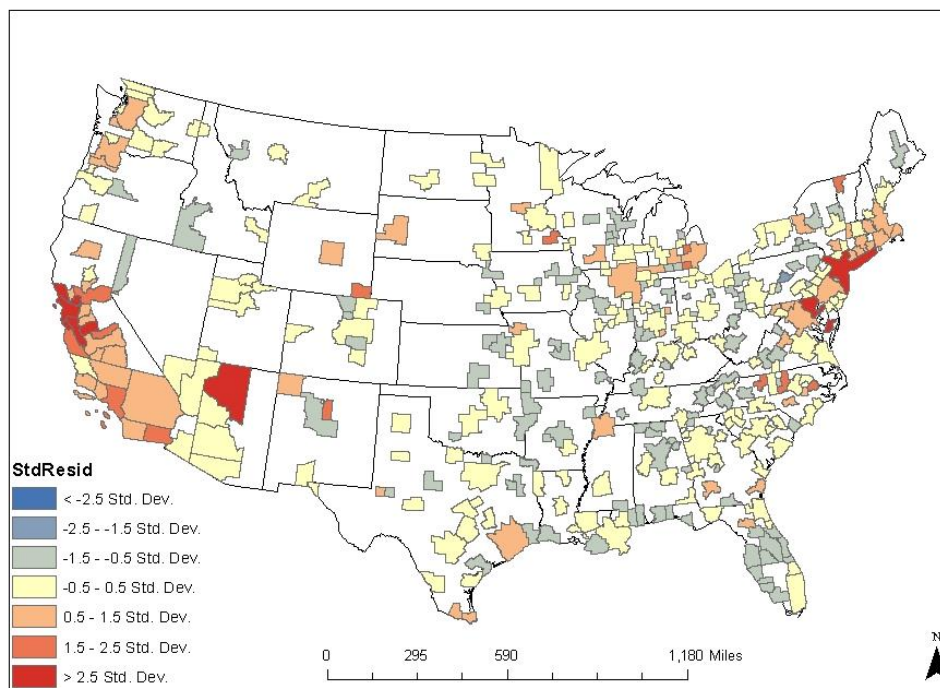 StdResid
< -2.5 Std. Dev.
-2.5 - -1.5 Std. Dev.
-1.5 - -0.5 Std. Dev.
-0.5 - 0.5 Std. Dev.
0.5 - 1.5 Std. Dev.
1.5 - 2.5 Std. Dev.
> 2.5 Std. Dev.
0 295 590 1,180 Miles
N